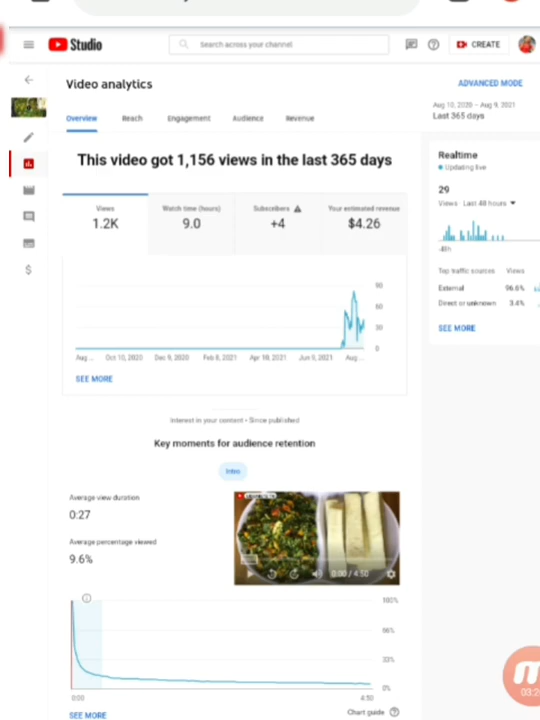 Studio
Search across your channel
CREATE
Video analytics
ADVANCED MODE
Aug 10, 2020 – Aug 9, 2021
Last 365 days
Overview
Reach
Engagement
Audience
Revenue
This video got 1,156 views in the last 365 days
Views
1.2K
Watch time (hours)
9.0
Subscribers
+4
Your estimated revenue
$4.26
90
60
30
0
Aug ...
Oct 10, 2020
Dec 9, 2020
Feb 8, 2021
Apr 10, 2021
Jun 9, 2021
Aug ...
SEE MORE
Realtime
Updating live
29
Views · Last 48 hours
-48h
Top traffic sources
Views
External
96.6%
Direct or unknown
3.4%
SEE MORE
Interest in your content • Since published
Key moments for audience retention
Intro
Average view duration
0:27
Average percentage viewed
9.6%
0:00 / 4:50
100%
66%
33%
0%
0:00
4:50
SEE MORE
Chart guide